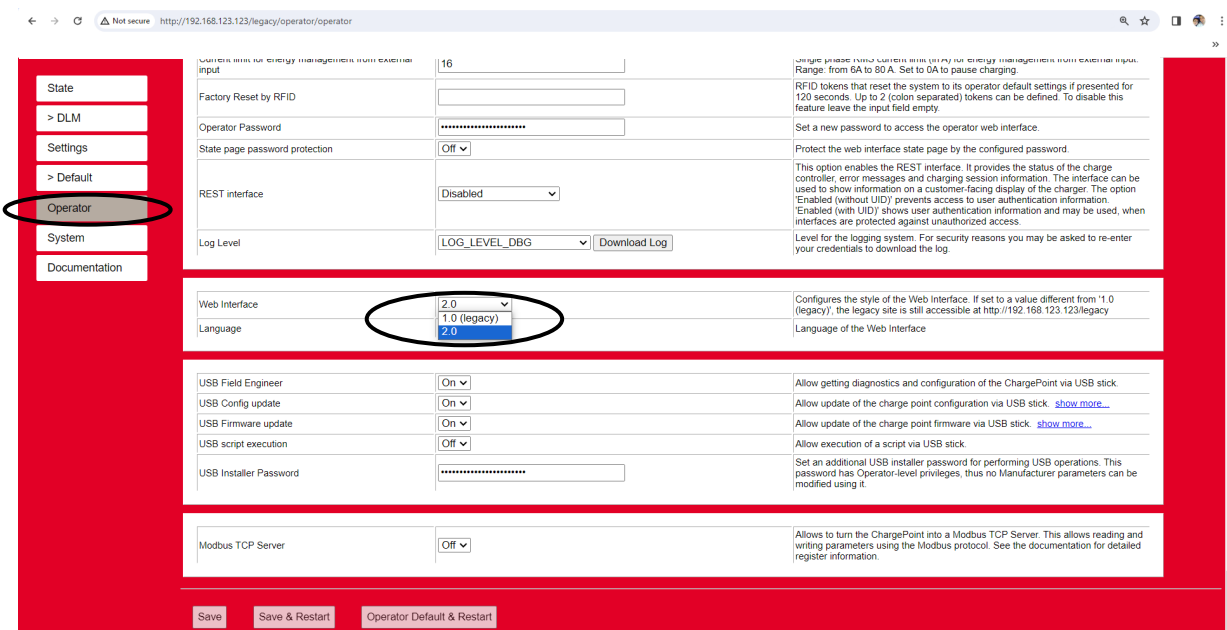 Not secure http://192.168.123.123/legacy/operator/operator
State
> DLM
Settings
> Default
Operator
System
Documentation
Current limit for energy management from external
input
16
Single phase RMS current limit (in A) for energy management from external input.
Range: from 6A to 80 A. Set to 0A to pause charging.
Factory Reset by RFID
RFID tokens that reset the system to its operator default settings if presented for
120 seconds. Up to 2 (colon separated) tokens can be defined. To disable this
feature leave the input field empty.
Operator Password
•••••••••••••••••••••••
Set a new password to access the operator web interface.
State page password protection
Off
Protect the web interface state page by the configured password.
REST interface
Disabled
This option enables the REST interface. It provides the status of the charge
controller, error messages and charging session information. The interface can be
used to show information on a customer-facing display of the charger. The option
'Enabled (without UID)' prevents access to user authentication information.
'Enabled (with UID)' shows user authentication information and may be used, when
interfaces are protected against unauthorized access.
Log Level
LOG_LEVEL_DBG
Download Log
Level for the logging system. For security reasons you may be asked to re-enter
your credentials to download the log.
Web Interface
2.0
1.0 (legacy)
2.0
Configures the style of the Web Interface. If set to a value different from '1.0
(legacy)', the legacy site is still accessible at http://192.168.123.123/legacy
Language
Language of the Web Interface
USB Field Engineer
On
Allow getting diagnostics and configuration of the ChargePoint via USB stick.
USB Config update
On
Allow update of the charge point configuration via USB stick. show more...
USB Firmware update
On
Allow update of the charge point firmware via USB stick. show more...
USB script execution
Off
Allow execution of a script via USB stick.
USB Installer Password
•••••••••••••••••••••••
Set an additional USB installer password for performing USB operations. This
password has Operator-level privileges, thus no Manufacturer parameters can be
modified using it.
Modbus TCP Server
Off
Allows to turn the ChargePoint into a Modbus TCP Server. This allows reading and
writing parameters using the Modbus protocol. See the documentation for detailed
register information.
Save
Save & Restart
Operator Default & Restart